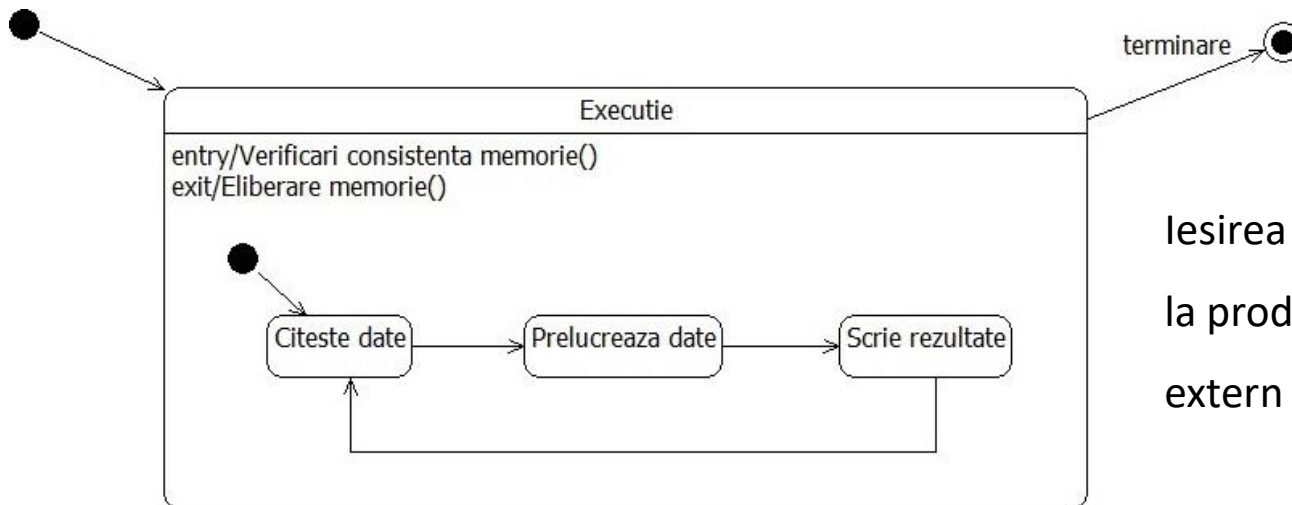 terminare
Executie
entry/Verificari consistenta memorie()
exit/Eliberare memorie()
Citeste date
Prelucreaza date
Scrie rezultate
Iesirea
la prod
extern